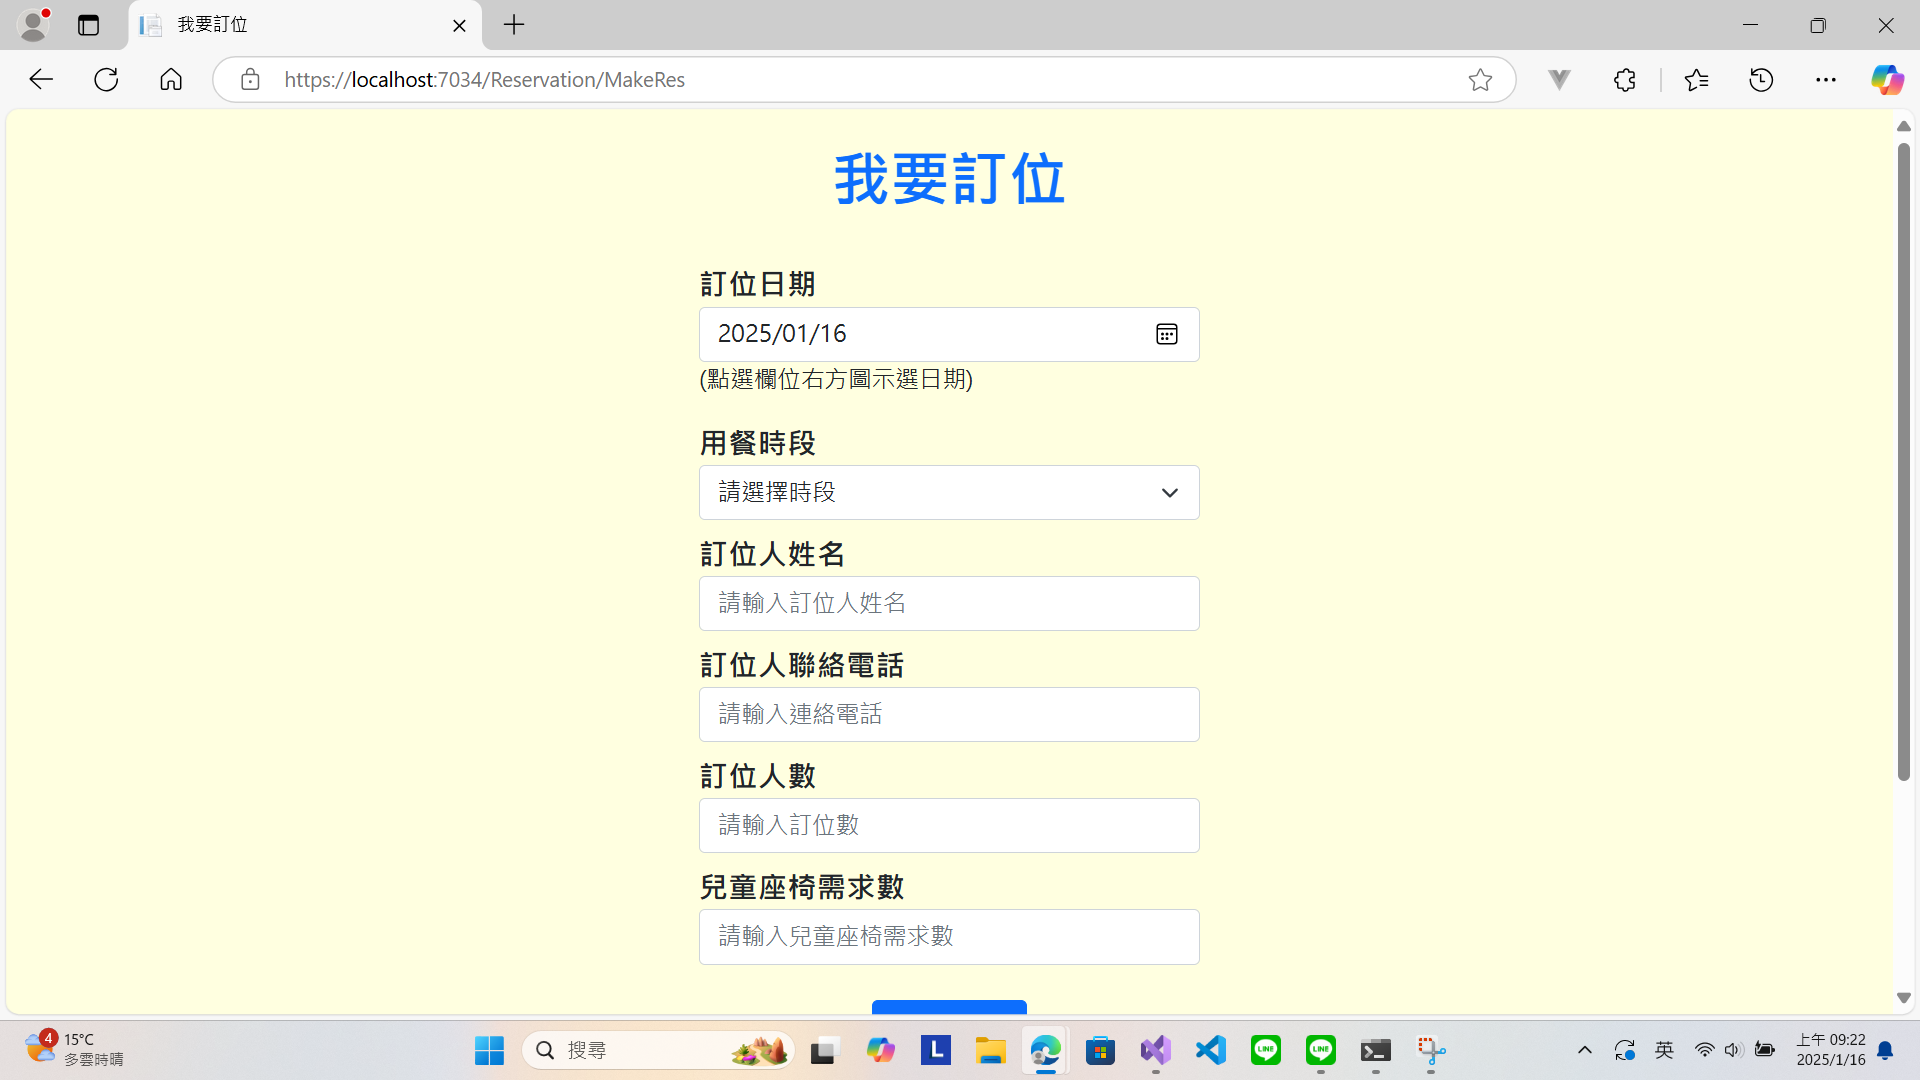 我要訂位
https://localhost:7034/Reservation/MakeRes
我要訂位
訂位日期
2025/01/16
(點選欄位右方圖示選日期)
用餐時段
請選擇時段
訂位人姓名
請輸入訂位人姓名
訂位人聯絡電話
請輸入連絡電話
訂位人數
請輸入訂位數
兒童座椅需求數
請輸入兒童座椅需求數
4
15°C
多雲時晴
搜尋
L
LINE
LINE
英
上午 09:22
2025/1/16